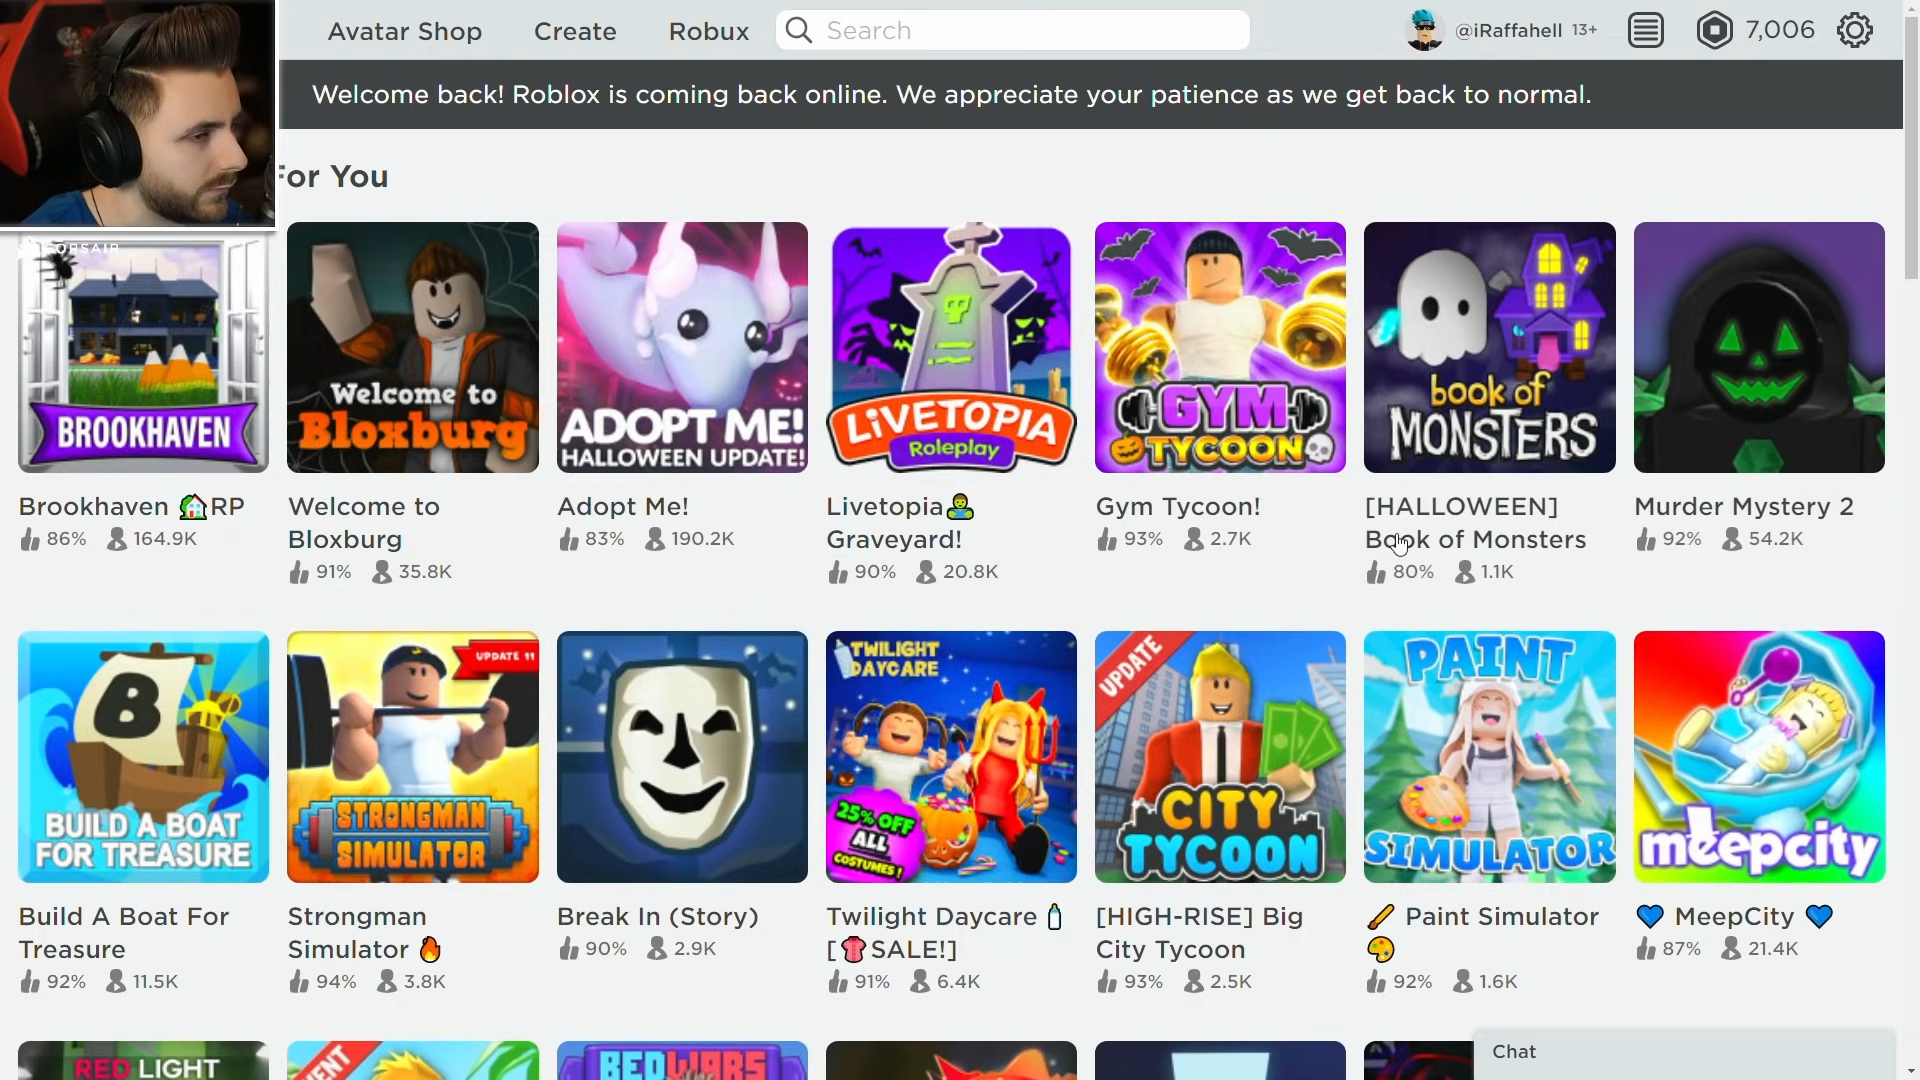 Avatar Shop Create Robux Search @iRaffahell 13+ 7,006
Welcome back! Roblox is coming back online. We appreciate your patience as we get back to normal.
For You
CORSAIR
BROOKHAVEN
Welcome to
Bloxburg
ADOPT ME!
HALLOWEEN UPDATE!
LIVETOPIA
Roleplay
GYM
TYCOON
book of
MONSTERS
Brookhaven 🏡RP
86% 164.9K
Welcome to
Bloxburg
91% 35.8K
Adopt Me!
83% 190.2K
Livetopia🧟
Graveyard!
90% 20.8K
Gym Tycoon!
93% 2.7K
[HALLOWEEN]
Book of Monsters
80% 1.1K
Murder Mystery 2
92% 54.2K
B
BUILD A BOAT
FOR TREASURE
UPDATE 11
STRONGMAN
SIMULATOR
TWILIGHT
DAYCARE
25% OFF
ALL
COSTUMES!
UPDATE
CITY
TYCOON
PAINT
SIMULATOR
meepcity
Build A Boat For
Treasure
92% 11.5K
Strongman
Simulator 🔥
94% 3.8K
Break In (Story)
90% 2.9K
Twilight Daycare 🍼
[👚SALE!]
91% 6.4K
[HIGH-RISE] Big
City Tycoon
93% 2.5K
🖌️ Paint Simulator
🎨
92% 1.6K
💙 MeepCity 💙
87% 21.4K
RED LIGHT
BEDWARS
Chat